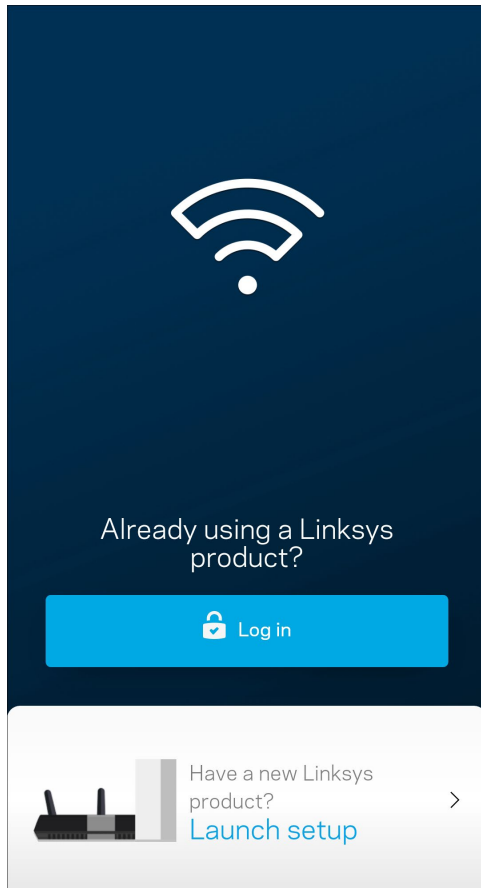 Already using a Linksys
product?
Log in
Have a new Linksys
product?
Launch setup